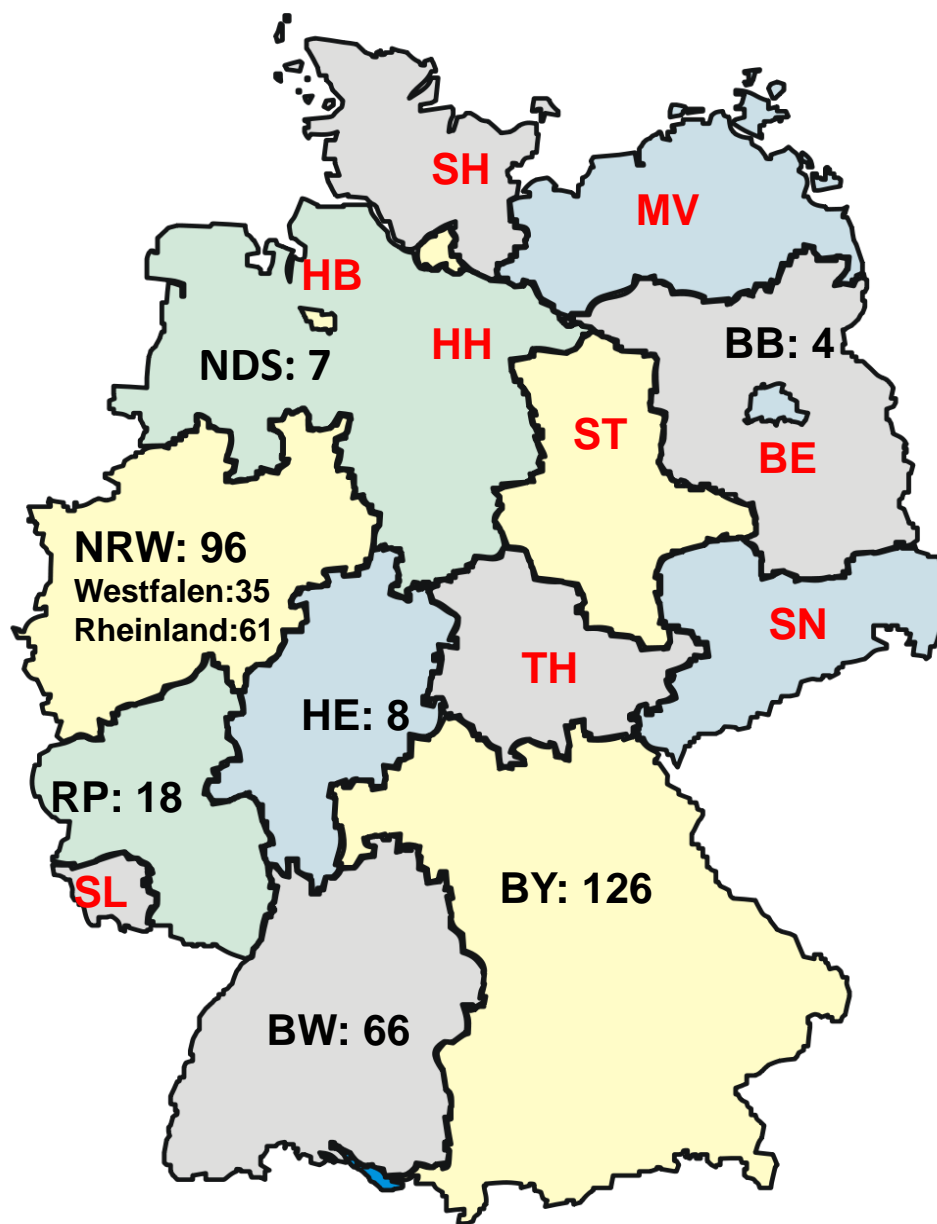 SH
MV
HB
HH
BB: 4
NDS: 7
ST
BE
NRW: 96
Westfalen:35
Rheinland:61
SN
TH
HE: 8
RP: 18
SL
BY: 126
BW: 66